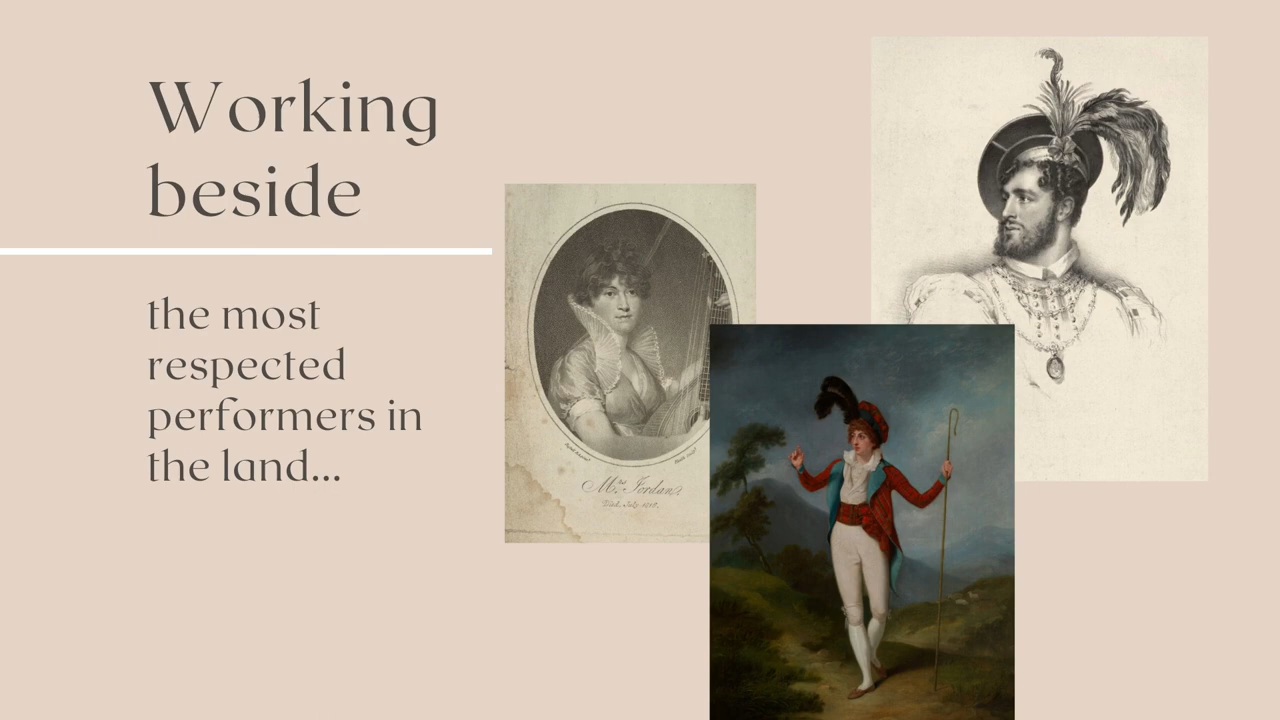 Working
beside
the most
respected
performers in
the land...
Mrs. Jordan.